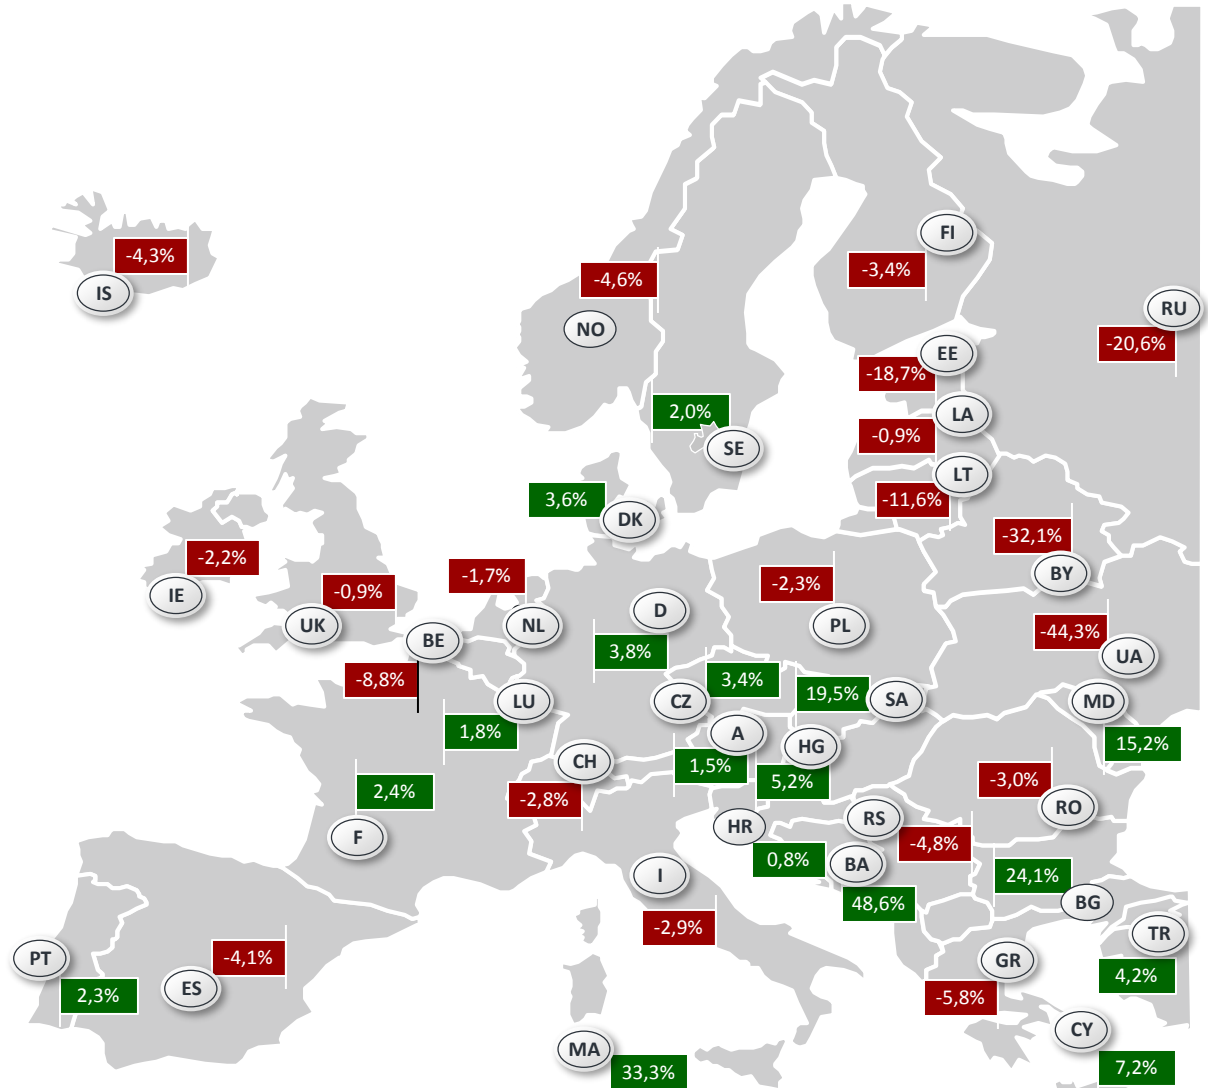 FI
-4,3%
-3,4%
-4,6%
IS
RU
NO
-20,6%
EE
-18,7%
2,0%
LA
-0,9%
SE
LT
3,6%
-11,6%
DK
-32,1%
-2,2%
-1,7%
BY
-2,3%
-0,9%
IE
D
UK
NL
PL
-44,3%
BE
3,8%
UA
-8,8%
3,4%
19,5%
LU
CZ
SA
MD
1,8%
A
HG
15,2%
CH
1,5%
5,2%
-3,0%
2,4%
-2,8%
RO
RS
HR
F
-4,8%
0,8%
BA
I
24,1%
48,6%
BG
-2,9%
TR
-4,1%
PT
GR
4,2%
ES
2,3%
-5,8%
CY
MA
33,3%
7,2%